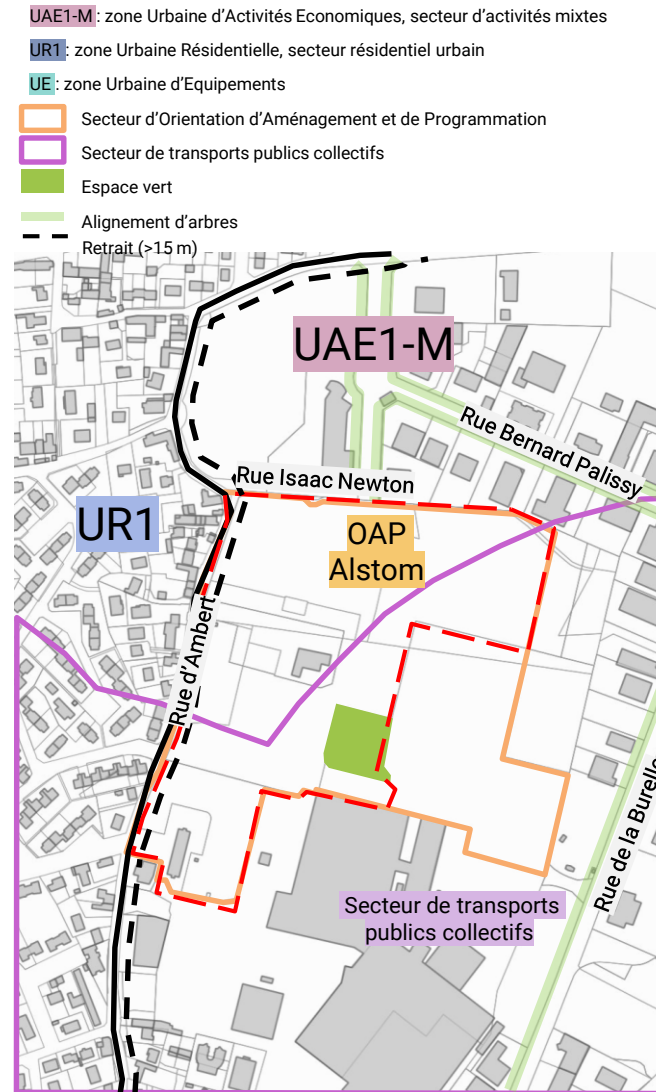 UAE1-M : zone Urbaine d'Activités Economiques, secteur d'activités mixtes
UR1 : zone Urbaine Résidentielle, secteur résidentiel urbain
UE : zone Urbaine d'Equipements
Secteur d'Orientation d'Aménagement et de Programmation
Secteur de transports publics collectifs
Espace vert
Alignement d'arbres
Retrait (>15 m)
UAE1-M
Rue Bernard Palissy
Rue Isaac Newton
UR1
OAP
Alstom
Rue d'Ambert
Rue de la Burelle
Secteur de transports
publics collectifs